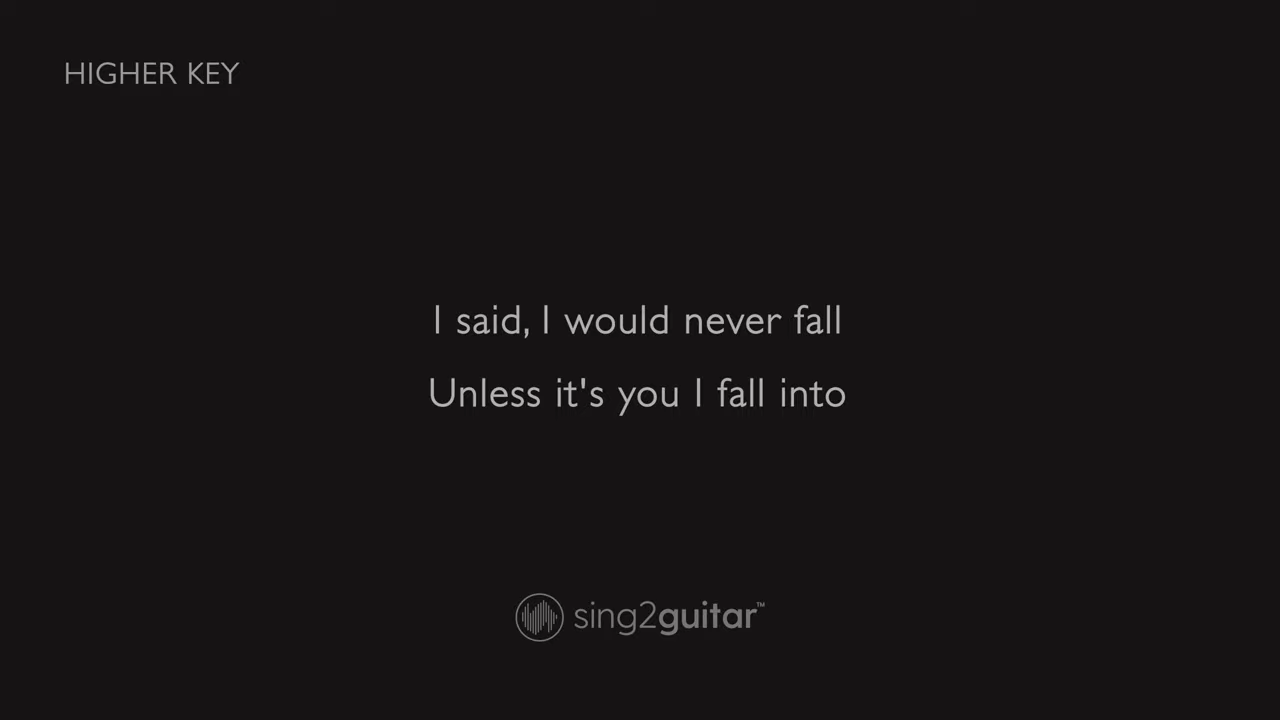 HIGHER KEY
I said, I would never fall
Unless it's you I fall into
sing2guitar™